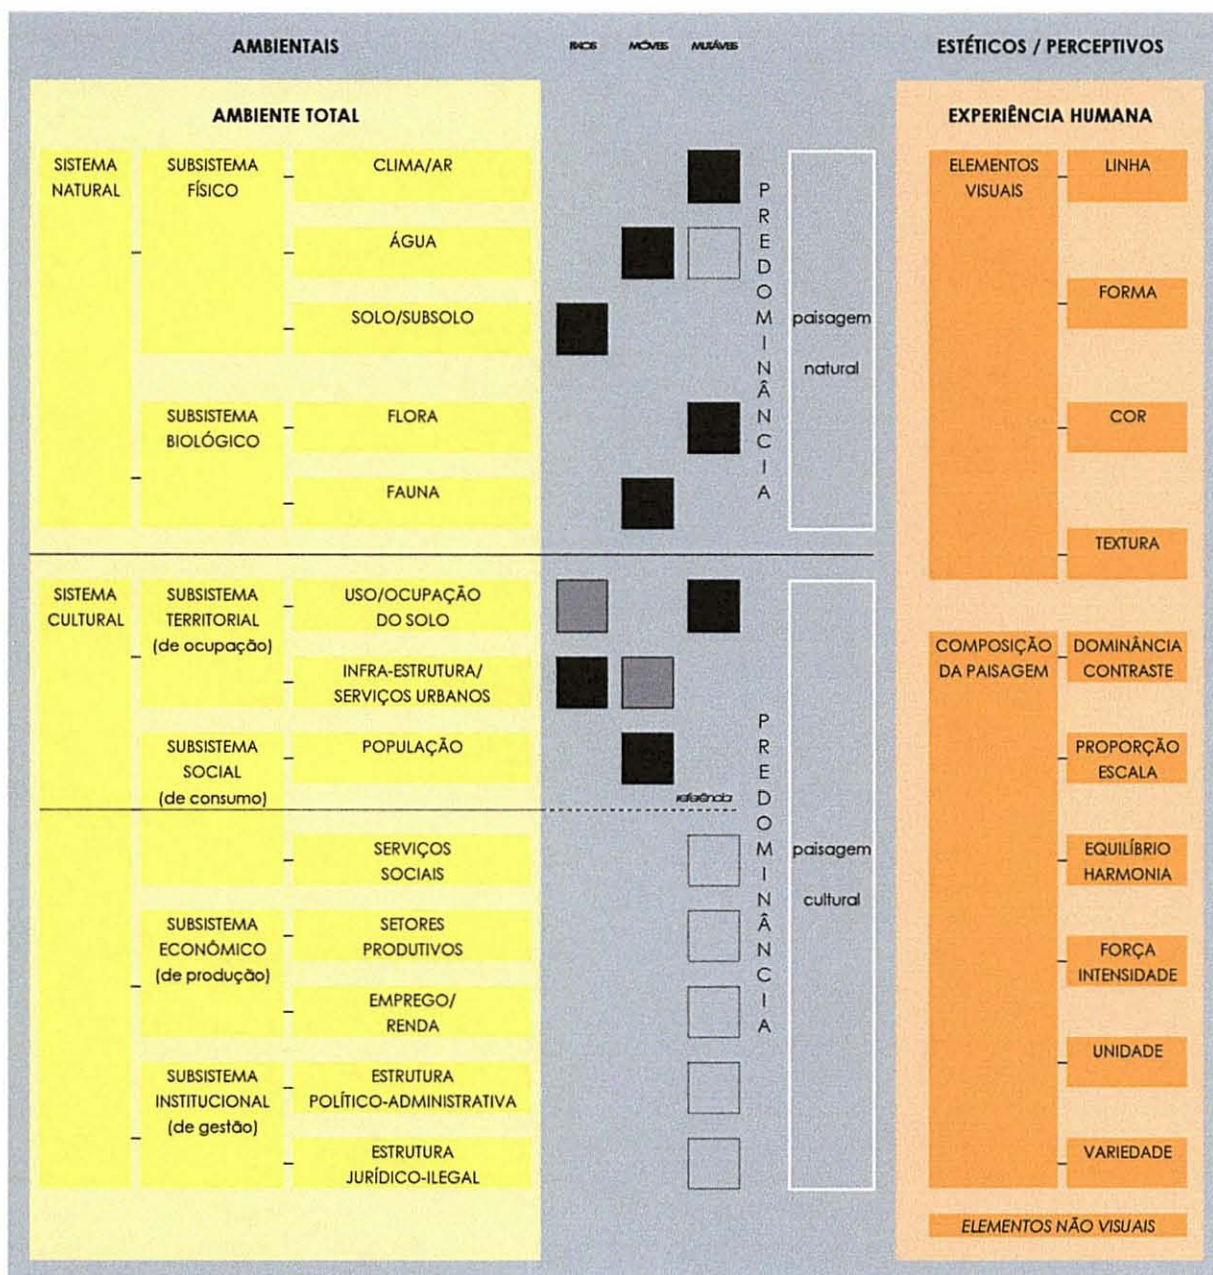 AMBIENTAIS
FIXOS
MÓVEIS
MUTÁVEIS
ESTÉTICOS / PERCEPTIVOS
AMBIENTE TOTAL
SISTEMA
NATURAL
SUBSISTEMA
FÍSICO
CLIMA/AR
ÁGUA
SOLO/SUBSOLO
SUBSISTEMA
BIOLÓGICO
FLORA
FAUNA
PREDOMINÂNCIA
paisagem
natural
SISTEMA
CULTURAL
SUBSISTEMA
TERRITORIAL
(de ocupação)
USO/OCUPAÇÃO
DO SOLO
INFRA-ESTRUTURA/
SERVIÇOS URBANOS
SUBSISTEMA
SOCIAL
(de consumo)
POPULAÇÃO
referência
SERVIÇOS
SOCIAIS
SUBSISTEMA
ECONÔMICO
(de produção)
SETORES
PRODUTIVOS
EMPREGO/
RENDA
SUBSISTEMA
INSTITUCIONAL
(de gestão)
ESTRUTURA
POLÍTICO-ADMINISTRATIVA
ESTRUTURA
JURÍDICO-ILEGAL
PREDOMINÂNCIA
paisagem
cultural
EXPERIÊNCIA HUMANA
ELEMENTOS
VISUAIS
LINHA
FORMA
COR
TEXTURA
COMPOSIÇÃO
DA PAISAGEM
DOMINÂNCIA
CONTRASTE
PROPORÇÃO
ESCALA
EQUILÍBRIO
HARMONIA
FORÇA
INTENSIDADE
UNIDADE
VARIEDADE
ELEMENTOS NÃO VISUAIS